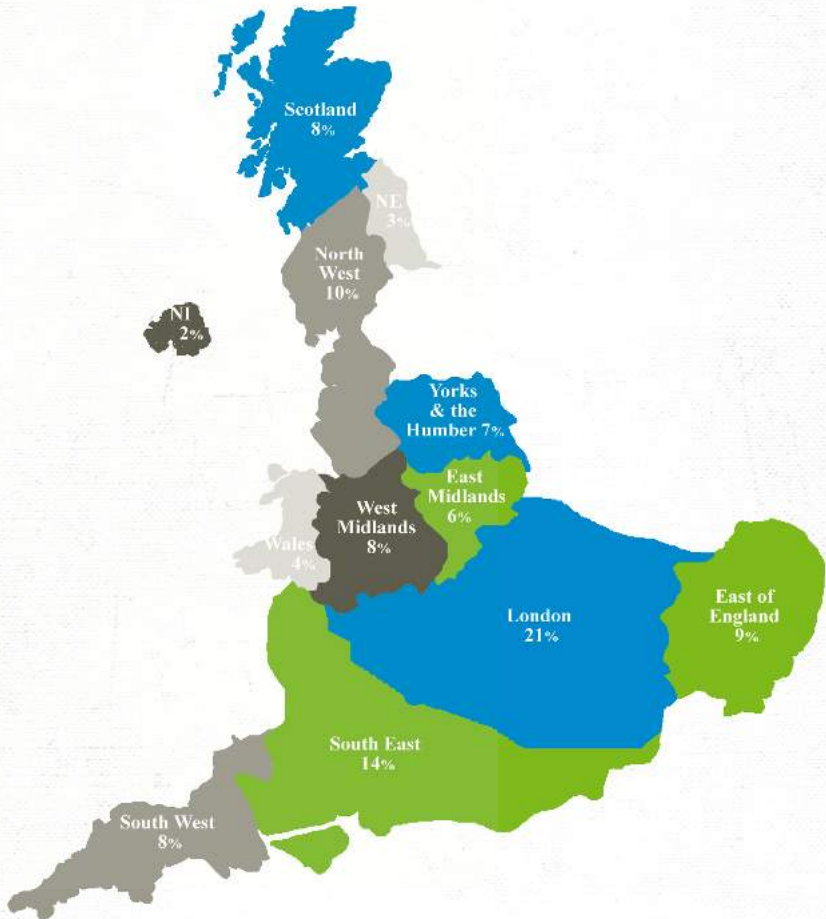 Scotland
8%
NE
3%
North
West
10%
NI
2%
Yorks
& the
Humber 7%
East
Midlands
6%
West
Midlands
8%
Wales
4%
East of
England
9%
London
21%
South East
14%
South West
8%